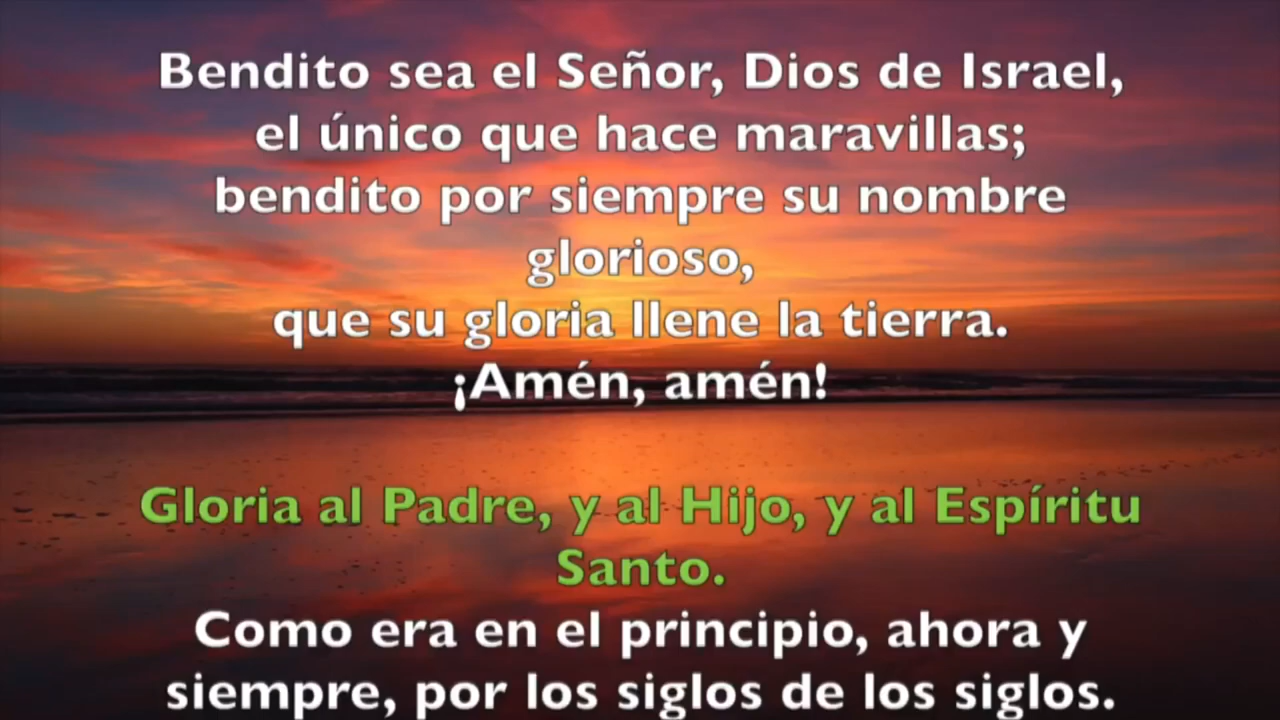 Bendito sea el Señor, Dios de Israel,
el único que hace maravillas;
bendito por siempre su nombre
glorioso,
que su gloria llene la tierra.
¡Amén, amén!
Gloria al Padre, y al Hijo, y al Espíritu
Santo.
Como era en el principio, ahora y
siempre, por los siglos de los siglos.